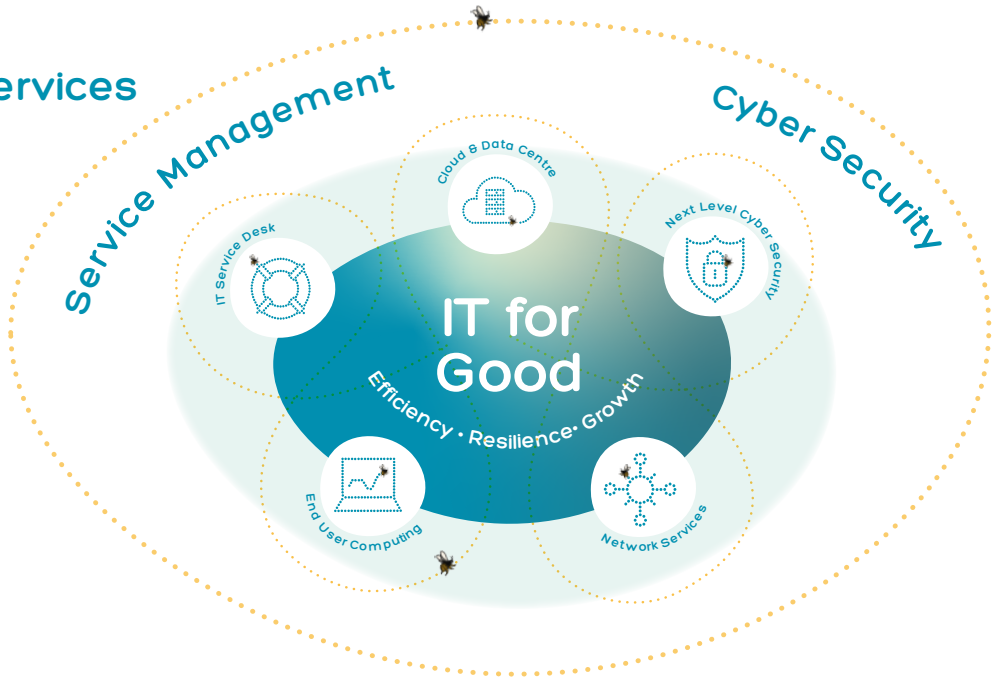 ervices
Service Management
Cyber Security
Cloud & Data Centre
Next Level Cyber Security
IT Service Desk
IT for
Good
Efficiency • Resilience• Growth
End User Computing
Network Services